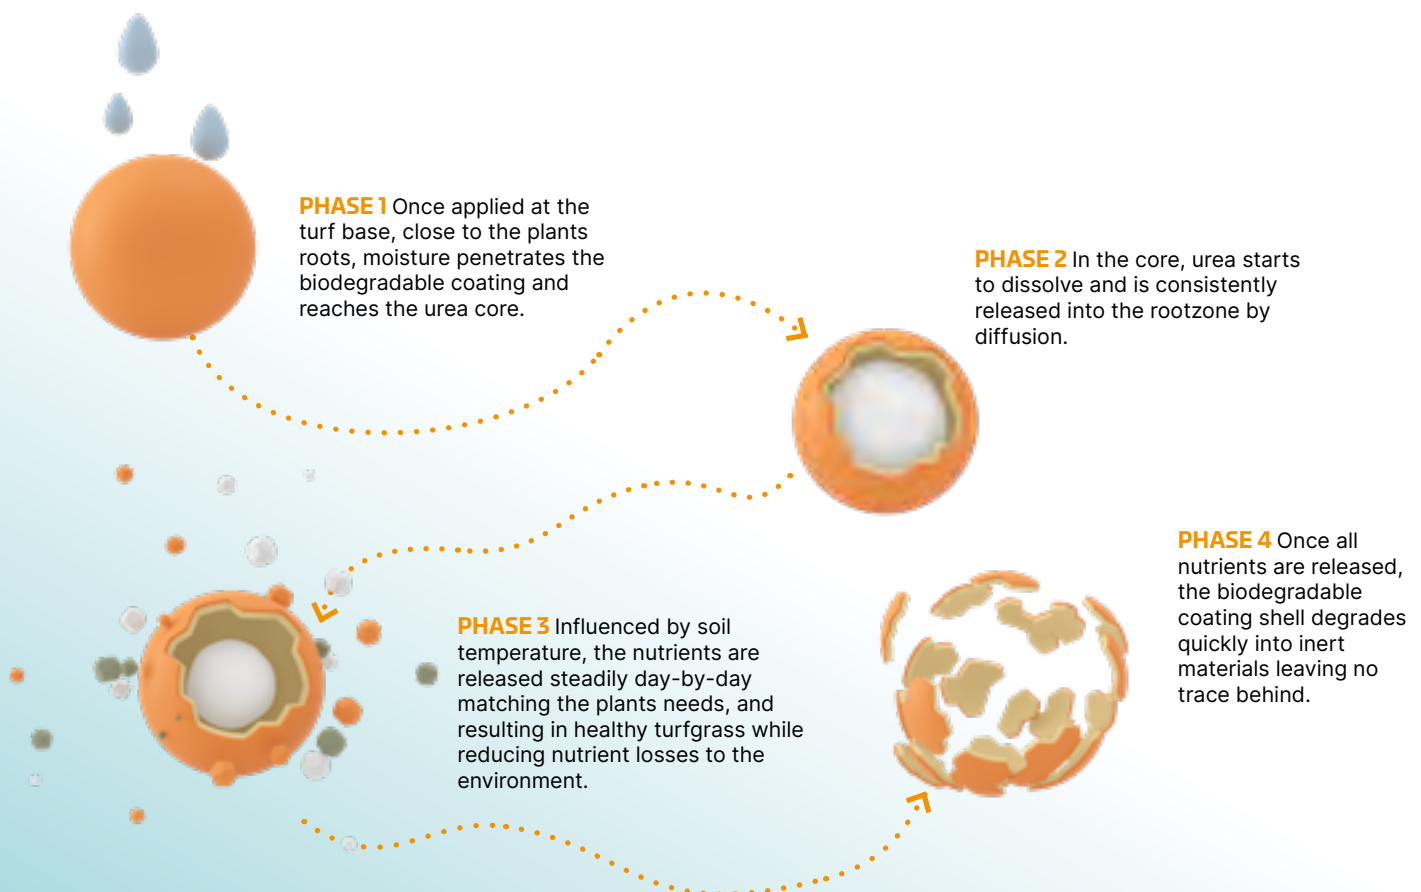 PHASE 1 Once applied at the
turf base, close to the plants
roots, moisture penetrates the
biodegradable coating and
reaches the urea core.
PHASE 2 In the core, urea starts
to dissolve and is consistently
released into the rootzone by
diffusion.
PHASE 3 Influenced by soil
temperature, the nutrients are
released steadily day-by-day
matching the plants needs, and
resulting in healthy turfgrass while
reducing nutrient losses to the
environment.
PHASE 4 Once all
nutrients are released,
the biodegradable
coating shell degrades
quickly into inert
materials leaving no
trace behind.